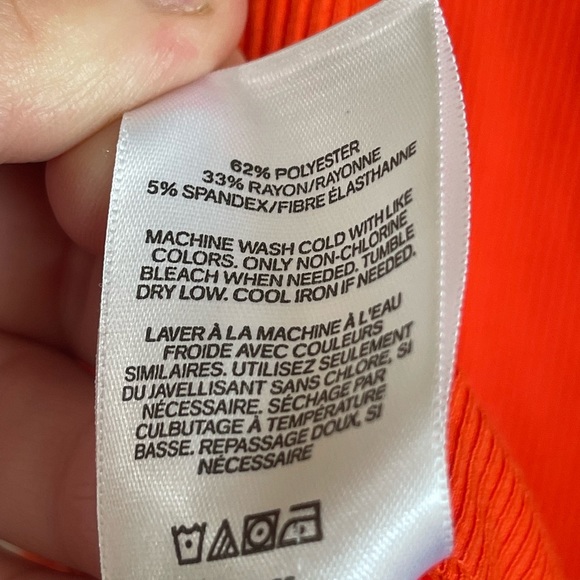 62% POLYESTER
33% RAYON/RAYONNE
5% SPANDEX/FIBRE ÉLASTHANNE
MACHINE WASH COLD WITH LIKE
COLORS. ONLY NON-CHLORINE
BLEACH WHEN NEEDED. TUMBLE
DRY LOW. COOL IRON IF NEEDED.
LAVER À LA MACHINE À L'EAU
FROIDE AVEC COULEURS
SIMILAIRES. UTILISEZ SEULEMENT
DU JAVELLISANT SANS CHLORE, SI
NÉCESSAIRE. SÉCHAGE PAR
CULBUTAGE À TEMPÉRATURE
BASSE. REPASSAGE DOUX, SI
NÉCESSAIRE